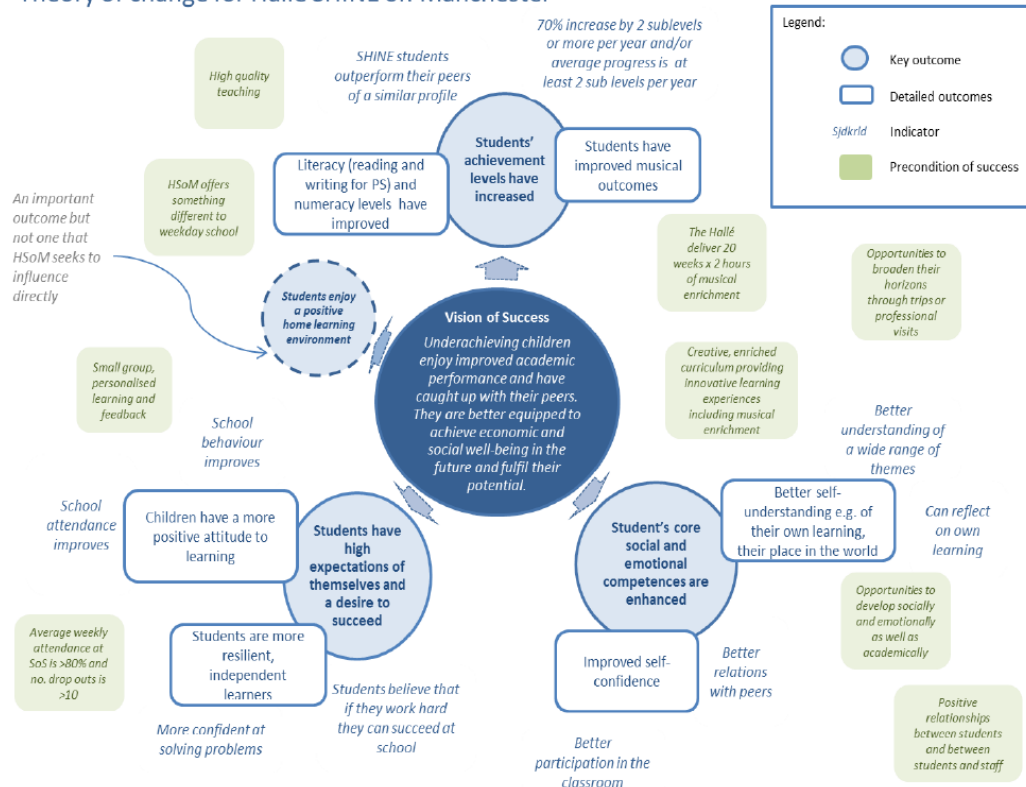 Theory of change for Hallé SHINE on Manchester
Legend:
Key outcome
Detailed outcomes
Sjdkrld
Indicator
Precondition of success
High quality
teaching
SHINE students
outperform their peers
of a similar profile
70% increase by 2 sublevels
or more per year and/or
average progress is at
least 2 sub levels per year
Students'
achievement
levels have
increased
Literacy (reading and
writing for PS) and
numeracy levels have
improved
Students have
improved musical
outcomes
HSoM offers
something
different to
weekday school
An important
outcome but
not one that
HSoM seeks to
influence
directly
Students enjoy
a positive
home learning
environment
The Hallé
deliver 20
weeks x 2 hours
of musical
enrichment
Opportunities to
broaden their
horizons
through trips or
professional
visits
Vision of Success
Underachieving children
enjoy improved academic
performance and have
caught up with their peers.
They are better equipped to
achieve economic and
social well-being in the
future and fulfil their
potential.
Small group,
personalised
learning and
feedback
Creative, enriched
curriculum providing
innovative learning
experiences
including musical
enrichment
School
behaviour
improves
Better
understanding of
a wide range of
themes
School
attendance
improves
Children have a more
positive attitude to
learning
Students have
high
expectations of
themselves and
a desire to
succeed
Student's core
social and
emotional
competences are
enhanced
Better self-
understanding e.g. of
their own learning,
their place in the world
Can reflect
on own
learning
Average weekly
attendance at
SoS is >80% and
no. drop outs is
>10
Students are more
resilient,
independent
learners
Students believe that
if they work hard
they can succeed at
school
More confident at
solving problems
Improved self-
confidence
Better
relations
with peers
Better
participation in the
classroom
Opportunities to
develop socially
and emotionally
as well as
academically
Positive
relationships
between students
and between
students and staff